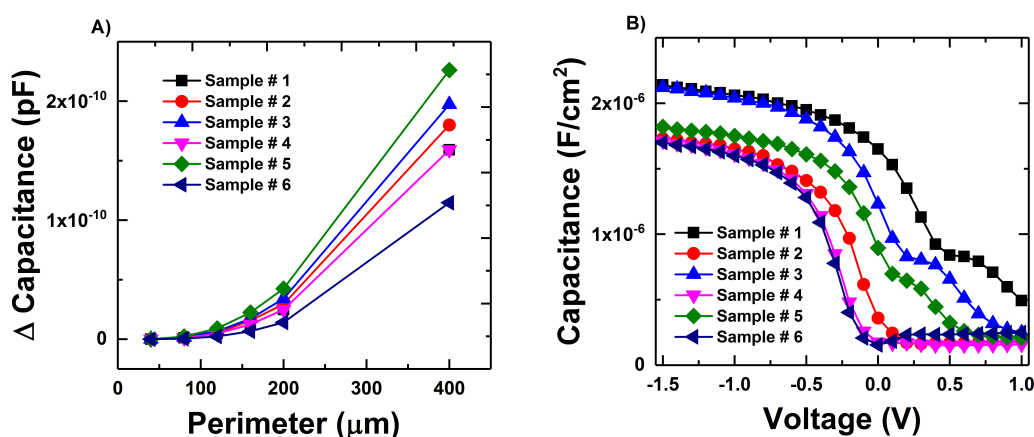 A)
Δ Capacitance (pF)
2x10⁻¹⁰
1x10⁻¹⁰
0
Sample # 1
Sample # 2
Sample # 3
Sample # 4
Sample # 5
Sample # 6
0 100 200 300 400
Perimeter (μm)
B)
Capacitance (F/cm²)
2x10⁻⁶
1x10⁻⁶
0
Sample # 1
Sample # 2
Sample # 3
Sample # 4
Sample # 5
Sample # 6
-1.5 -1.0 -0.5 0.0 0.5 1.0
Voltage (V)